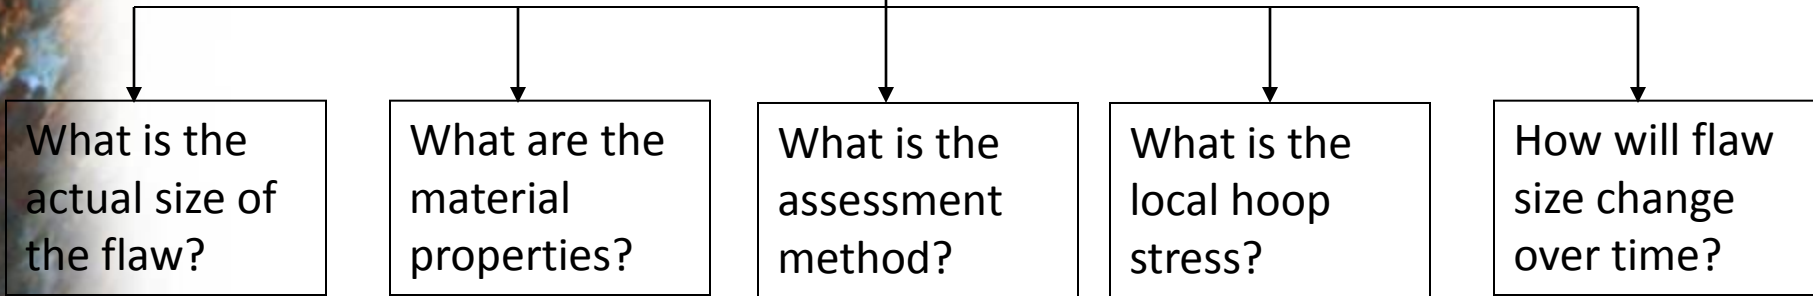 What is the
actual size of
the flaw?
What are the
material
properties?
What is the
assessment
method?
What is the
local hoop
stress?
How will flaw
size change
over time?